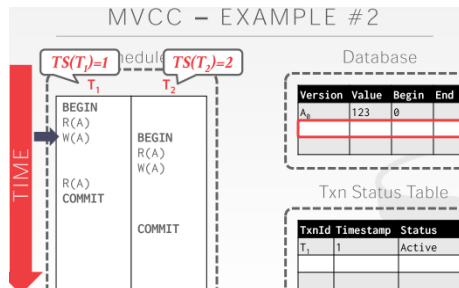 MVCC – EXAMPLE #2
TS(T₁)=1
edule
TS(T₂)=2
Database
T₁
T₂
TIME
BEGIN
R(A)
W(A)
R(A)
COMMIT
BEGIN
R(A)
W(A)
COMMIT
Version Value Begin End
A₀ 123 0
Txn Status Table
TxnId Timestamp Status
T₁ 1 Active